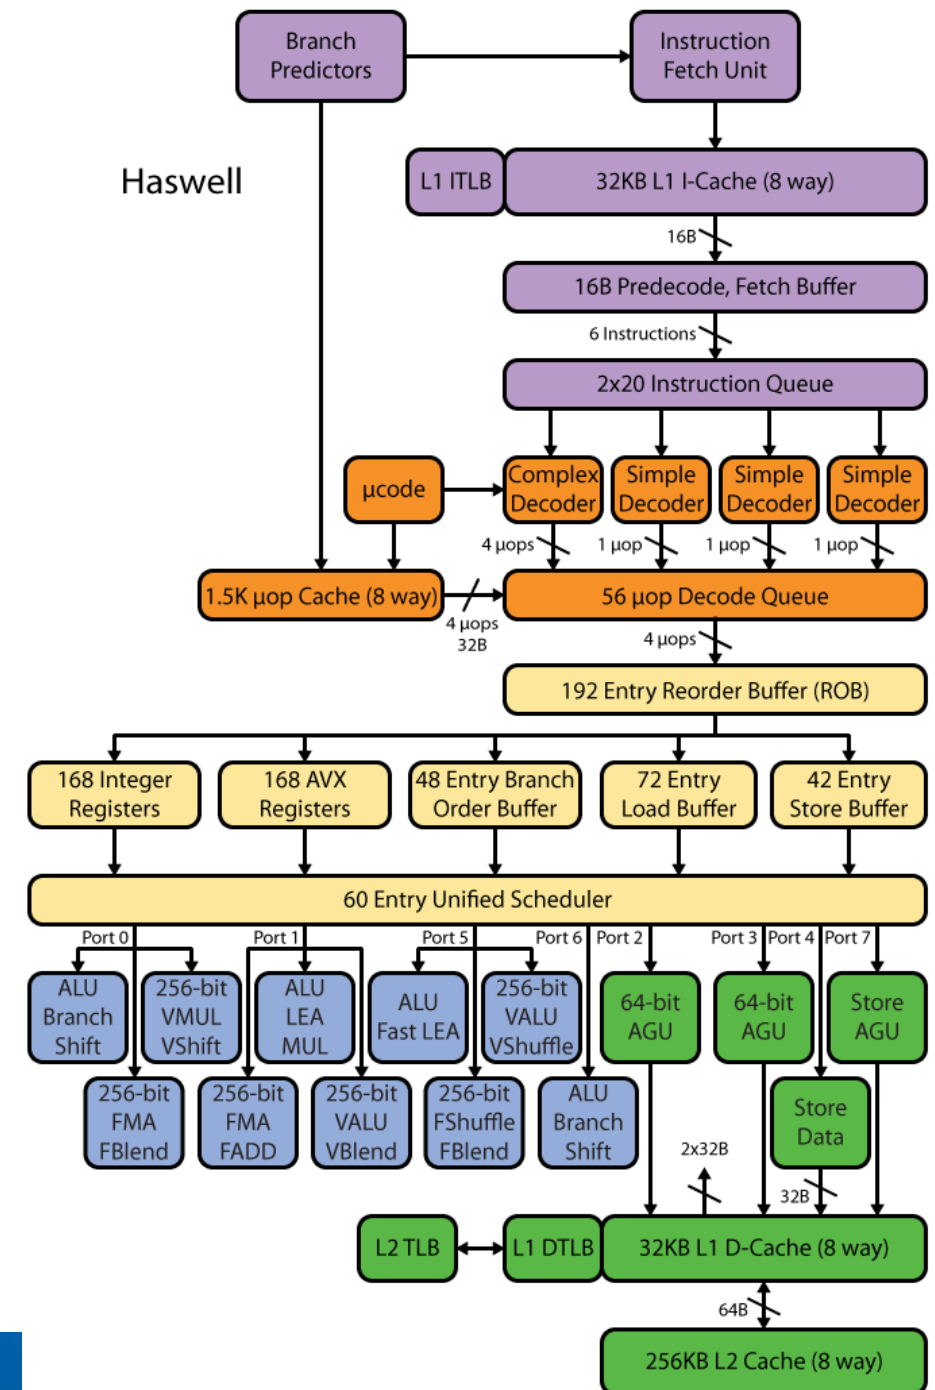 Branch
Predictors
Instruction
Fetch Unit
Haswell
L1 ITLB
32KB L1 I-Cache (8 way)
16B
16B Predecode, Fetch Buffer
6 Instructions
2x20 Instruction Queue
µcode
Complex
Decoder
Simple
Decoder
Simple
Decoder
Simple
Decoder
4 µops
1 µop
1 µop
1 µop
1.5K µop Cache (8 way)
4 µops
32B
56 µop Decode Queue
4 µops
192 Entry Reorder Buffer (ROB)
168 Integer
Registers
168 AVX
Registers
48 Entry Branch
Order Buffer
72 Entry
Load Buffer
42 Entry
Store Buffer
60 Entry Unified Scheduler
Port 0
Port 1
Port 5
Port 6
Port 2
Port 3
Port 4
Port 7
ALU
Branch
Shift
256-bit
VMUL
VShift
ALU
LEA
MUL
ALU
Fast LEA
256-bit
VALU
VShuffle
64-bit
AGU
64-bit
AGU
Store
AGU
256-bit
FMA
FBlend
256-bit
FMA
FADD
256-bit
VALU
VBlend
256-bit
FShuffle
FBlend
ALU
Branch
Shift
Store
Data
2x32B
32B
L2 TLB
L1 DTLB
32KB L1 D-Cache (8 way)
64B
256KB L2 Cache (8 way)